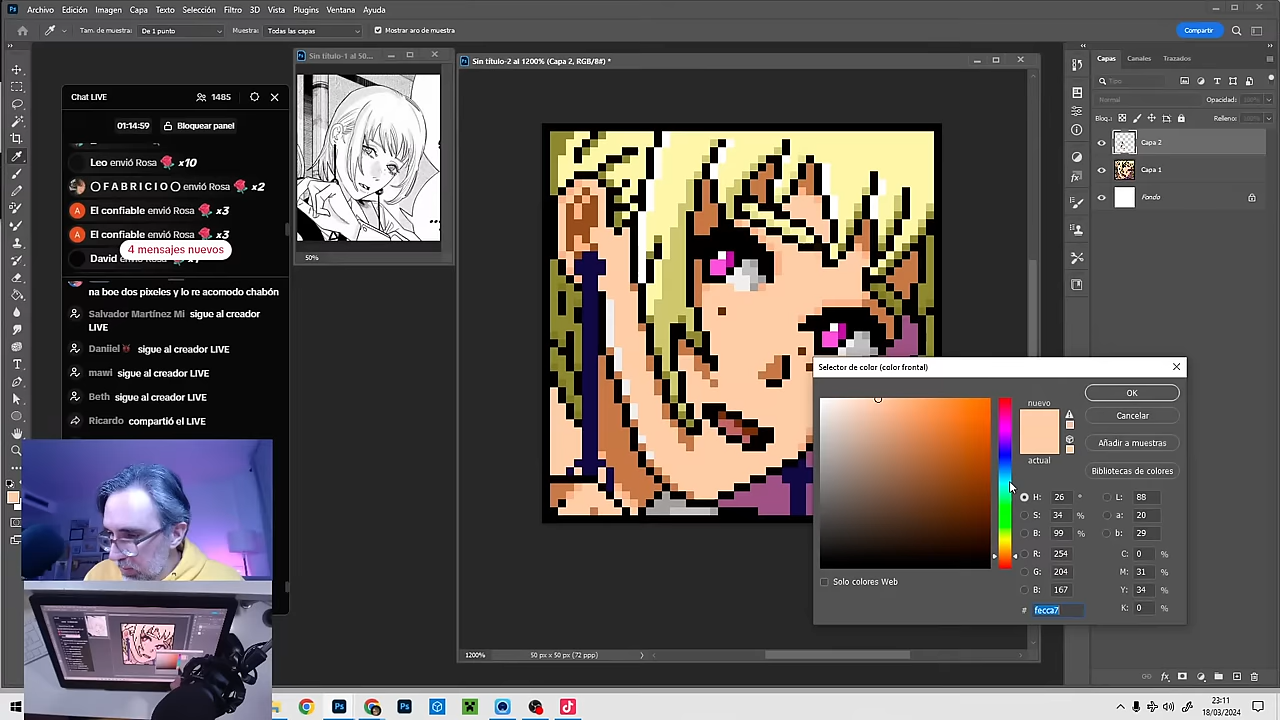 Archivo Edición Imagen Capa Texto Selección Filtro 3D Vista Plugins Ventana Ayuda
Tam. de muestra: De 1 punto Muestra: Todas las capas Mostrar aro de muestra
Compartir
Chat LIVE 1485
01:14:59 Bloquear panel
Leo envió Rosa x10
F A B R I C I O envió Rosa x2
El confiable envió Rosa x3
El confiable envió Rosa x3
4 mensajes nuevos
David
na boe dos pixeles y lo re acomodo chabón
Salvador Martínez Mi sigue al creador
LIVE
Daniiel sigue al creador LIVE
mawi sigue al creador LIVE
Beth sigue al creador LIVE
Ricardo compartió el LIVE
Sin título-1 al 50...
50%
Sin título-2 al 1200% (Capa 2, RGB/8#) *
1200% 50 px x 50 px (72 ppp)
Capas Canales Trazados
Tipo
Normal Opacidad: 100%
Bloq.: Relleno:
Capa 2
Capa 1
Fondo
Selector de color (color frontal)
nuevo
actual
OK
Cancelar
Añadir a muestras
Bibliotecas de colores
H: 26 ° L: 88
S: 34 % a: 20
B: 99 % b: 29
R: 254 C: 0 %
G: 204 M: 31 %
B: 167 Y: 34 %
# fecca7 K: 0 %
Solo colores Web
23:11
18/03/2024